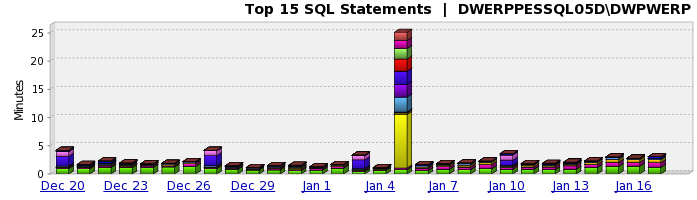 Top 15 SQL Statements | DWERPPESSQL05D\DWPWERP
25
20
15
10
5
0
Minutes
Dec 20 Dec 23 Dec 26 Dec 29 Jan 1 Jan 4 Jan 7 Jan 10 Jan 13 Jan 16